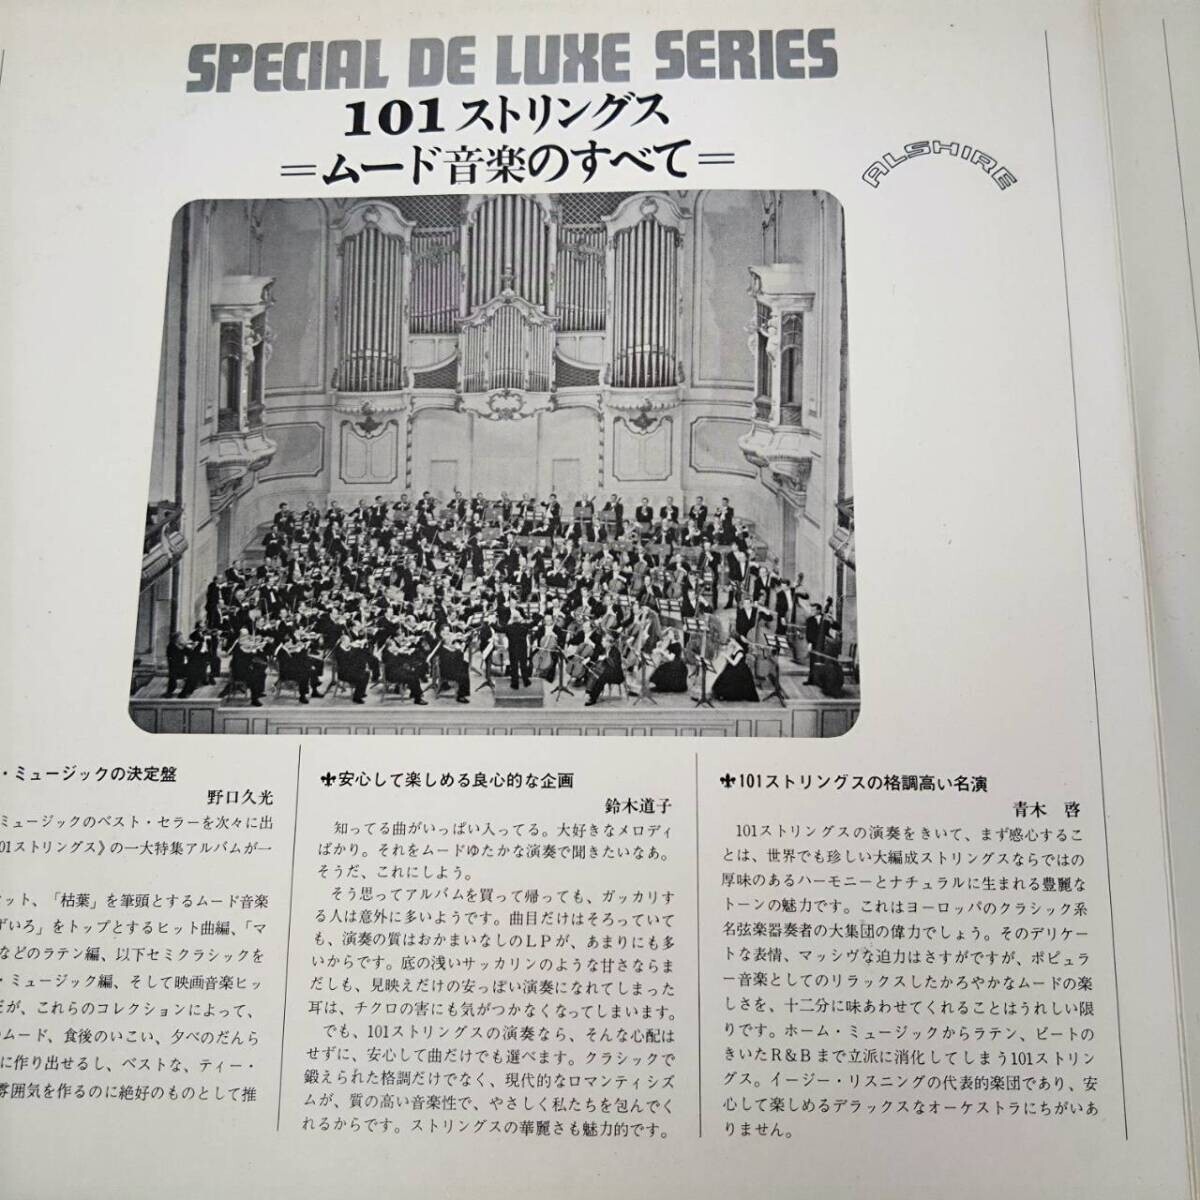 SPECIAL DE LUXE SERIES
101ストリングス
=ムード音楽のすべて=
ALSHIRE
・ミュージックの決定盤
野口久光
ミュージックのベスト・セラーを次々に出
01ストリングス》の一大特集アルバムが一
ット、「枯葉」を筆頭とするムード音楽
ずいろ」をトップとするヒット曲編、「マ
などのラテン編、以下セミクラシックを
・ミュージック編、そして映画音楽ヒッ
だが、これらのコレクションによって、
のムード、食後のいこい、夕べのだんら
に作り出せるし、ベストな、ティー・
雰囲気を作るのに絶好のものとして推
⚜安心して楽しめる良心的な企画
鈴木道子
知ってる曲がいっぱい入ってる。大好きなメロディ
ばかり。それをムードゆたかな演奏で聞きたいなあ。
そうだ、これにしよう。
そう思ってアルバムを買って帰っても、ガッカリす
る人は意外に多いようです。曲目だけはそろっていて
も、演奏の質はおかまいなしのLPが、あまりにも多
いからです。底の浅いサッカリンのような甘さならま
だしも、見映えだけの安っぽい演奏になれてしまった
耳は、チクロの害にも気がつかなくなってしまいます。
でも、101ストリングスの演奏なら、そんな心配は
せずに、安心して曲だけでも選べます。クラシックで
鍛えられた格調だけでなく、現代的なロマンティシズ
ムが、質の高い音楽性で、やさしく私たちを包んでく
れるからです。ストリングスの華麗さも魅力的です。
⚜101ストリングスの格調高い名演
青木 啓
101ストリングスの演奏をきいて、まず感心するこ
とは、世界でも珍しい大編成ストリングスならではの
厚味のあるハーモニーとナチュラルに生まれる豊麗な
トーンの魅力です。これはヨーロッパのクラシック系
名弦楽器奏者の大集団の偉力でしょう。そのデリケー
トな表情、マッシヴな迫力はさすがですが、ポピュラ
ー音楽としてのリラックスしたかろやかなムードの楽
しさを、十二分に味あわせてくれることはうれしい限
りです。ホーム・ミュージックからラテン、ビートの
きいたR&Bまで立派に消化してしまう101ストリン
グス。イージー・リスニングの代表的楽団であり、安
心して楽しめるデラックスなオーケストラにちがいあ
りません。